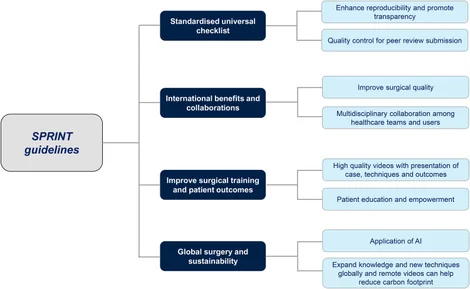 SPRINT
guidelines
Standardised universal
checklist
Enhance reproducibility and promote
transparency
Quality control for peer review submission
International benefits and
collaborations
Improve surgical quality
Multidisciplinary collaboration among
healthcare teams and users
Improve surgical training
and patient outcomes
High quality videos with presentation of
case, techniques and outcomes
Patient education and empowerment
Global surgery and
sustainability
Application of AI
Expand knowledge and new techniques
globally and remote videos can help
reduce carbon footprint